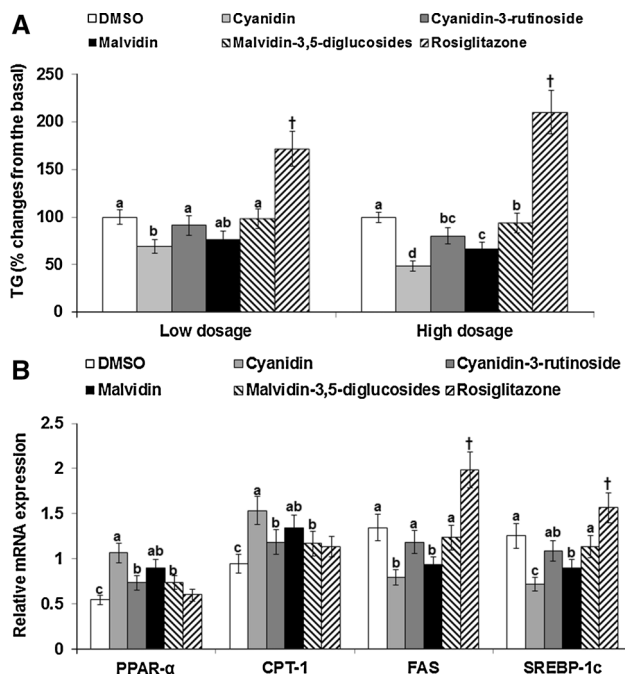 A
DMSO Cyanidin Cyanidin-3-rutinoside
Malvidin Malvidin-3,5-diglucosides Rosiglitazone
TG (% changes from the basal)
250
200
150
100
50
0
a b a ab a †
a d bc c b †
Low dosage High dosage
B
DMSO Cyanidin Cyanidin-3-rutinoside
Malvidin Malvidin-3,5-diglucosides Rosiglitazone
Relative mRNA expression
2.5
2
1.5
1
0.5
0
c a b ab b
c a b ab b
a b a b a †
a c ab b a †
PPAR-α CPT-1 FAS SREBP-1c